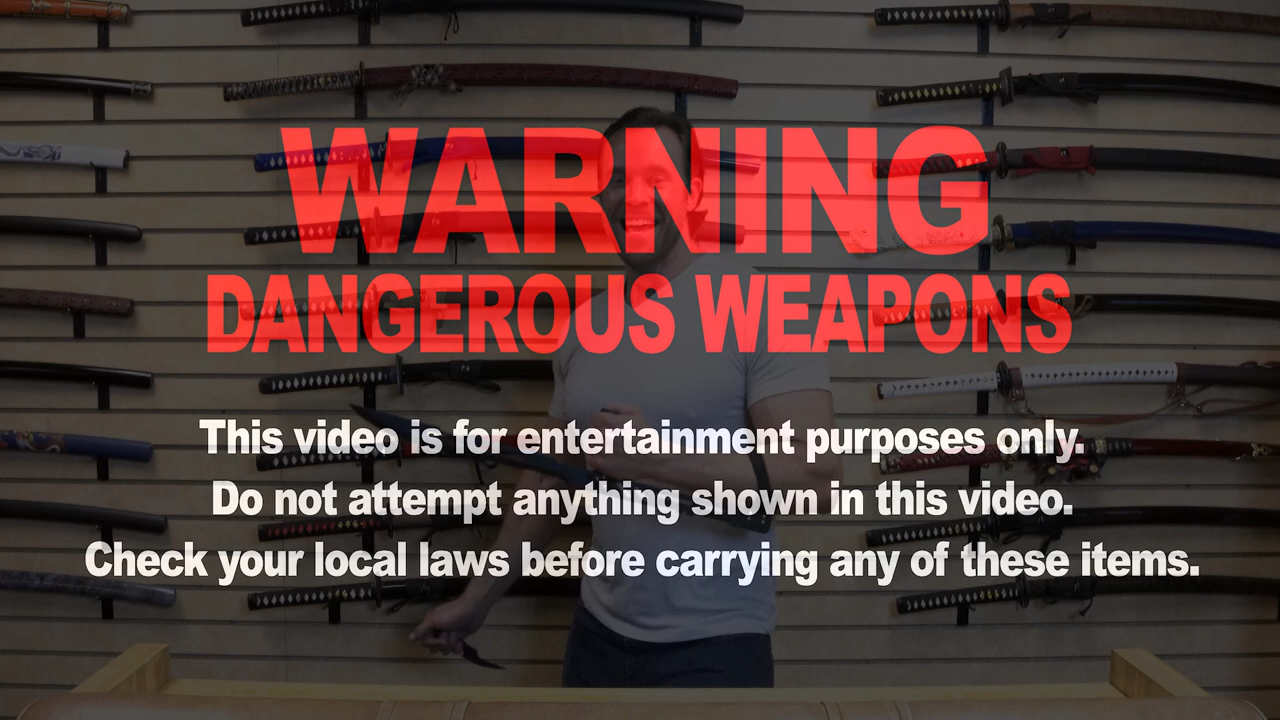 WARNING
DANGEROUS WEAPONS
This video is for entertainment purposes only.
Do not attempt anything shown in this video.
Check your local laws before carrying any of these items.